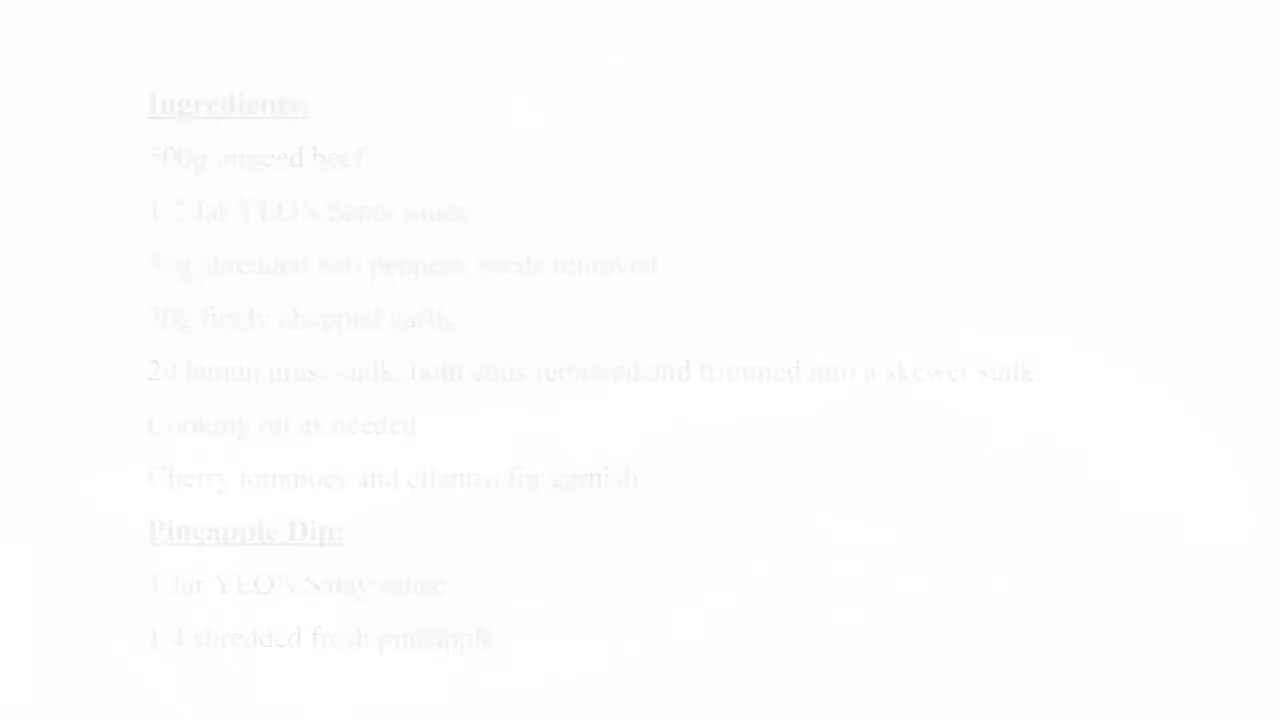 Ingredients:
500g minced beef
1/2 Jar YEO's Satay sauce
50g shredded bell peppers, seeds removed
30g finely chopped garlic
20 lemon grass stalk, both ends removed and trimmed into a skewer stalk
Cooking oil as needed
Cherry tomatoes and cilantro for garnish
Pineapple Dip:
1 Jar YEO's Satay sauce
1/4 shredded fresh pineapple